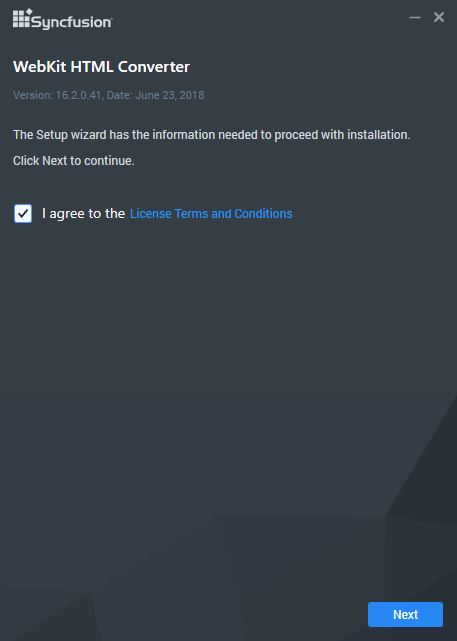 Syncfusion
WebKit HTML Converter
Version: 16.2.0.41, Date: June 23, 2018
The Setup wizard has the information needed to proceed with installation.
Click Next to continue.
I agree to the License Terms and Conditions
Next